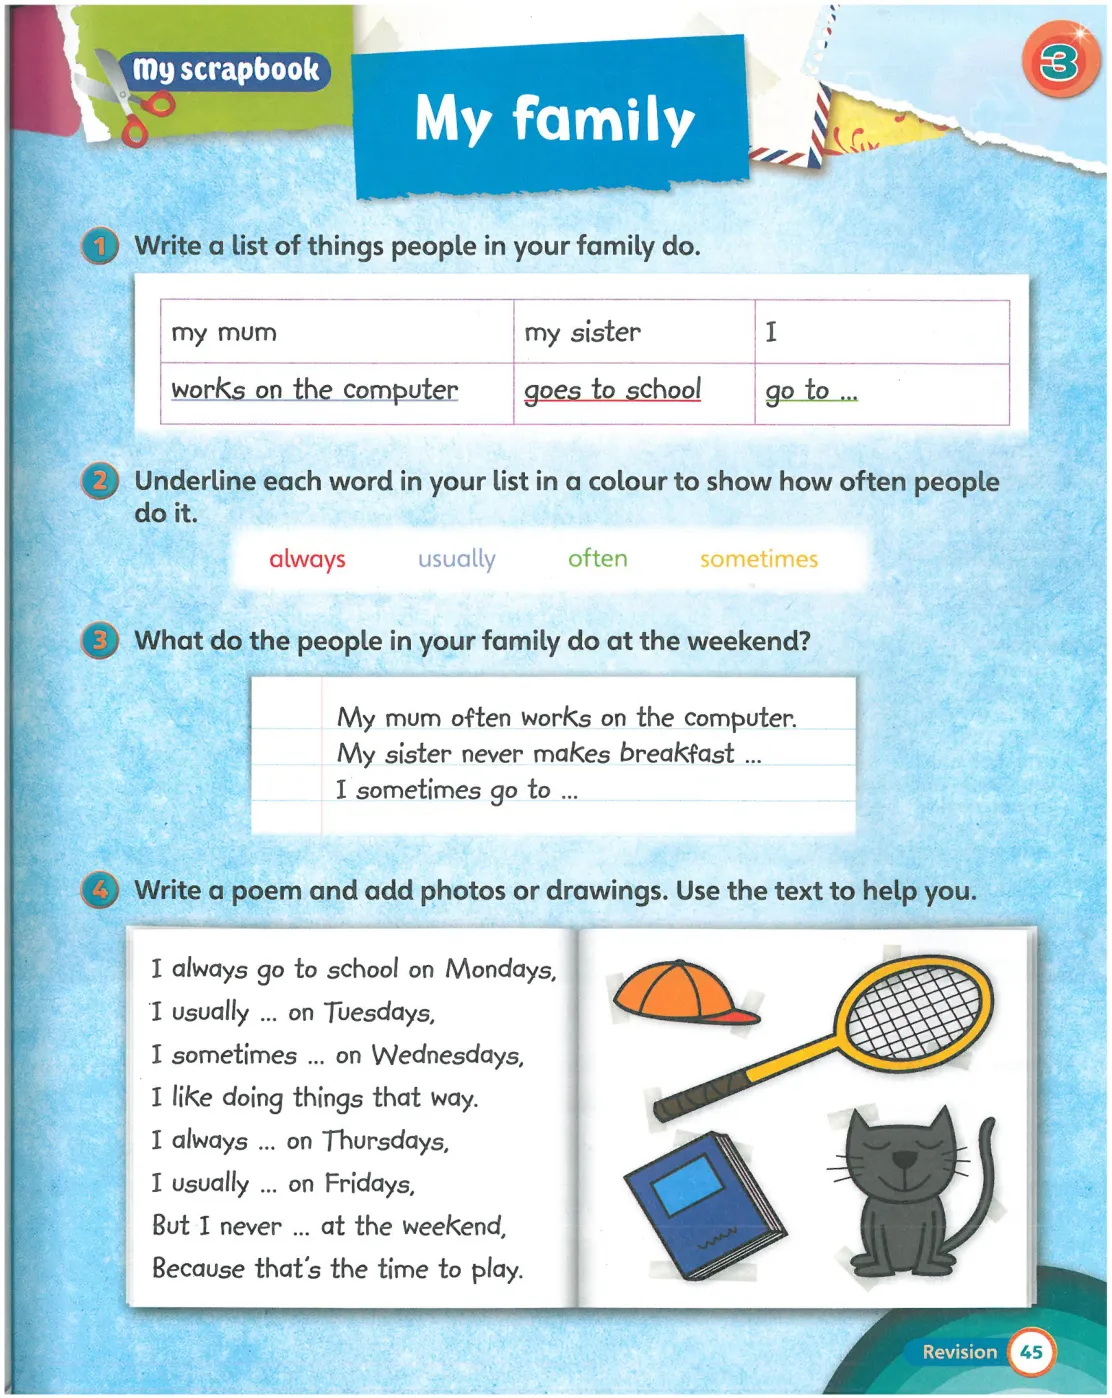 My scrapbook
My family
3
1 Write a list of things people in your family do.
my mum my sister I
works on the computer goes to school go to ...
2 Underline each word in your list in a colour to show how often people
do it.
always usually often sometimes
3 What do the people in your family do at the weekend?
My mum often works on the computer.
My sister never makes breakfast ...
I sometimes go to ...
4 Write a poem and add photos or drawings. Use the text to help you.
I always go to school on Mondays,
I usually ... on Tuesdays,
I sometimes ... on Wednesdays,
I like doing things that way.
I always ... on Thursdays,
I usually ... on Fridays,
But I never ... at the weekend,
Because that's the time to play.
Revision 45